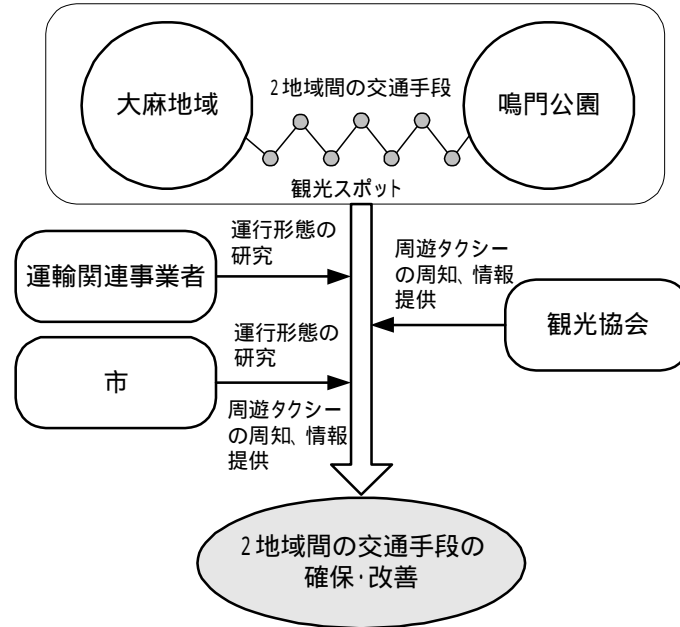 2地域間の交通手段
大麻地域
鳴門公園
観光スポット
運行形態の
研究
運輸関連事業者
周遊タクシー
の周知、情報
提供
観光協会
運行形態の
研究
市
周遊タクシー
の周知、情報
提供
2地域間の交通手段の
確保・改善